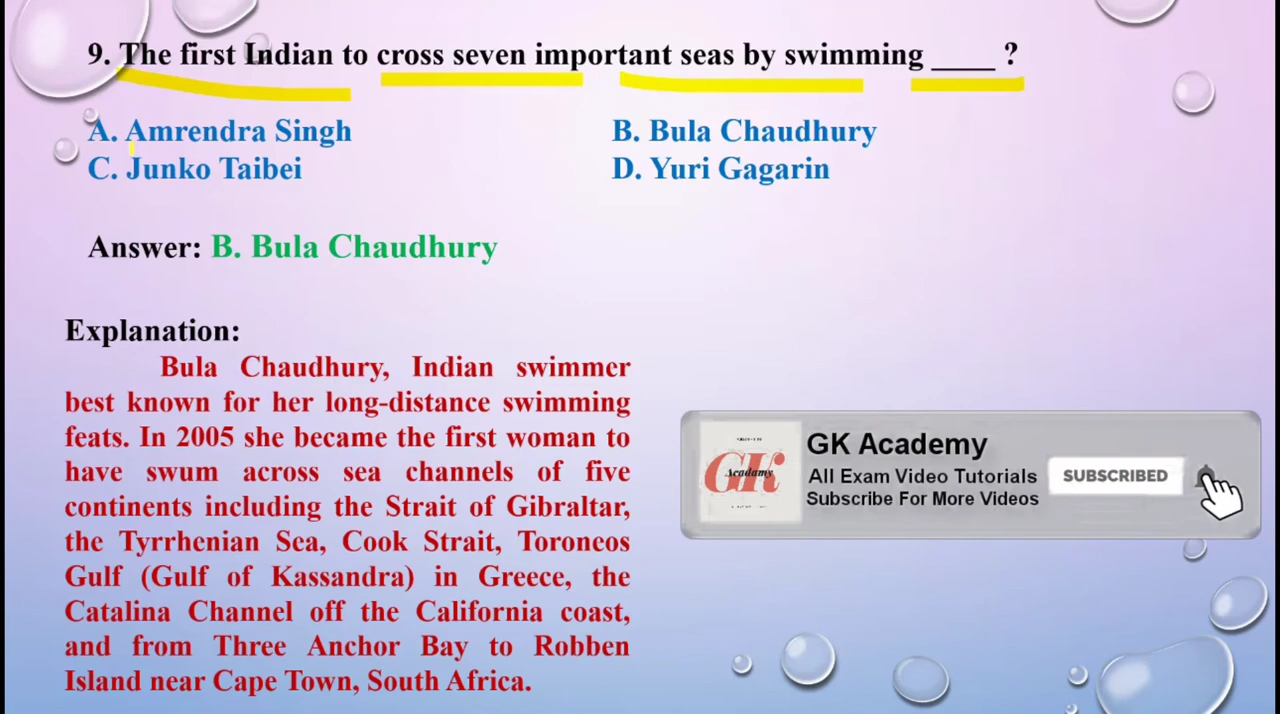 9. The first Indian to cross seven important seas by swimming ____ ?
A. Amrendra Singh
B. Bula Chaudhury
C. Junko Taibei
D. Yuri Gagarin
Answer: B. Bula Chaudhury
Explanation:
Bula Chaudhury, Indian swimmer
best known for her long-distance swimming
feats. In 2005 she became the first woman to
have swum across sea channels of five
continents including the Strait of Gibraltar,
the Tyrrhenian Sea, Cook Strait, Toroneos
Gulf (Gulf of Kassandra) in Greece, the
Catalina Channel off the California coast,
and from Three Anchor Bay to Robben
Island near Cape Town, South Africa.
GK Academy
GK Academy
All Exam Video Tutorials
Subscribe For More Videos
SUBSCRIBED